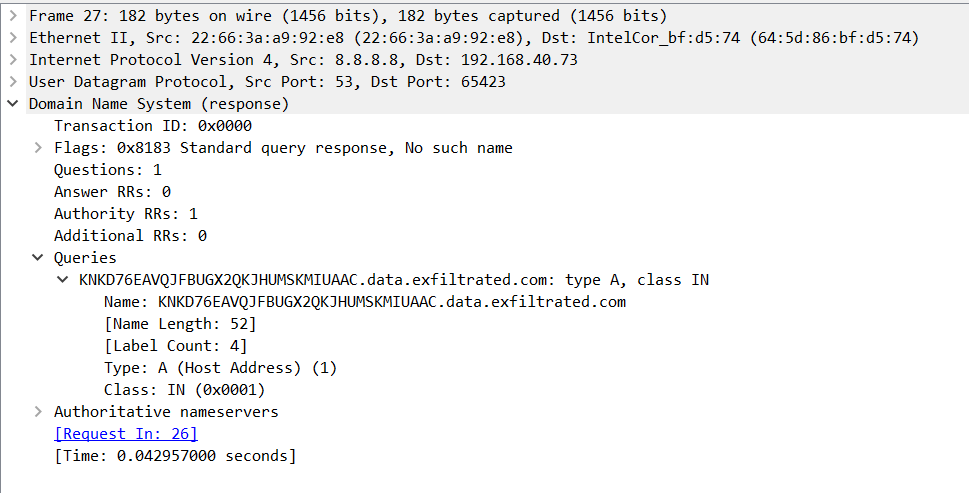 Frame 27: 182 bytes on wire (1456 bits), 182 bytes captured (1456 bits)
Ethernet II, Src: 22:66:3a:a9:92:e8 (22:66:3a:a9:92:e8), Dst: IntelCor_bf:d5:74 (64:5d:86:bf:d5:74)
Internet Protocol Version 4, Src: 8.8.8.8, Dst: 192.168.40.73
User Datagram Protocol, Src Port: 53, Dst Port: 65423
Domain Name System (response)
Transaction ID: 0x0000
Flags: 0x8183 Standard query response, No such name
Questions: 1
Answer RRs: 0
Authority RRs: 1
Additional RRs: 0
Queries
KNKD76EAVQJFBUGX2QKJHUMSKMIUAAC.data.exfiltrated.com: type A, class IN
Name: KNKD76EAVQJFBUGX2QKJHUMSKMIUAAC.data.exfiltrated.com
[Name Length: 52]
[Label Count: 4]
Type: A (Host Address) (1)
Class: IN (0x0001)
Authoritative nameservers
[Request In: 26]
[Time: 0.042957000 seconds]